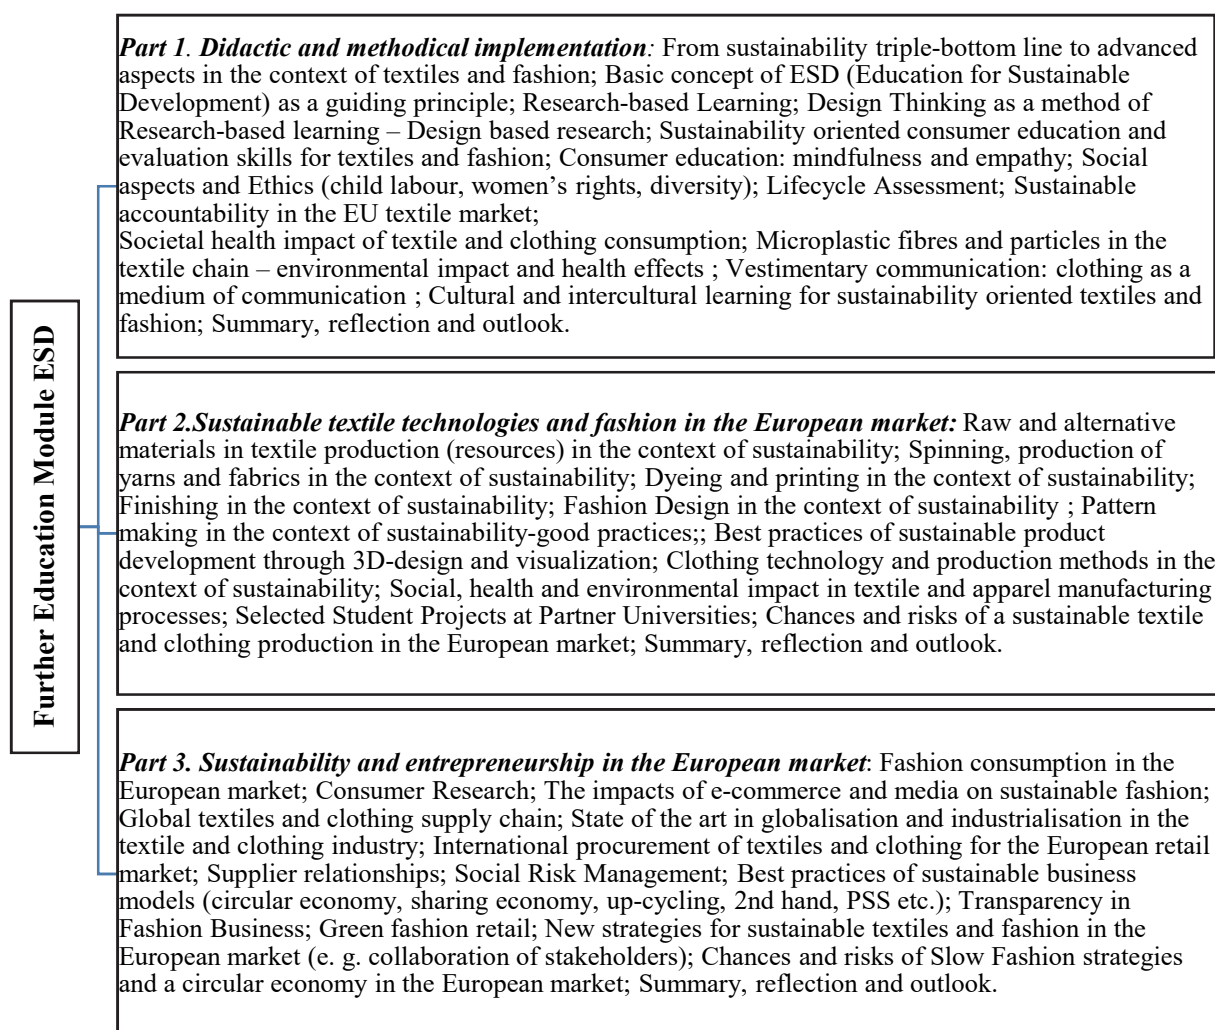 Further Education Module ESD
Part 1. Didactic and methodical implementation: From sustainability triple-bottom line to advanced
aspects in the context of textiles and fashion; Basic concept of ESD (Education for Sustainable
Development) as a guiding principle; Research-based Learning; Design Thinking as a method of
Research-based learning – Design based research; Sustainability oriented consumer education and
evaluation skills for textiles and fashion; Consumer education: mindfulness and empathy; Social
aspects and Ethics (child labour, women’s rights, diversity); Lifecycle Assessment; Sustainable
accountability in the EU textile market;
Societal health impact of textile and clothing consumption; Microplastic fibres and particles in the
textile chain – environmental impact and health effects ; Vestimentary communication: clothing as a
medium of communication ; Cultural and intercultural learning for sustainability oriented textiles and
fashion; Summary, reflection and outlook.
Part 2.Sustainable textile technologies and fashion in the European market: Raw and alternative
materials in textile production (resources) in the context of sustainability; Spinning, production of
yarns and fabrics in the context of sustainability; Dyeing and printing in the context of sustainability;
Finishing in the context of sustainability; Fashion Design in the context of sustainability ; Pattern
making in the context of sustainability-good practices;; Best practices of sustainable product
development through 3D-design and visualization; Clothing technology and production methods in the
context of sustainability; Social, health and environmental impact in textile and apparel manufacturing
processes; Selected Student Projects at Partner Universities; Chances and risks of a sustainable textile
and clothing production in the European market; Summary, reflection and outlook.
Part 3. Sustainability and entrepreneurship in the European market: Fashion consumption in the
European market; Consumer Research; The impacts of e-commerce and media on sustainable fashion;
Global textiles and clothing supply chain; State of the art in globalisation and industrialisation in the
textile and clothing industry; International procurement of textiles and clothing for the European retail
market; Supplier relationships; Social Risk Management; Best practices of sustainable business
models (circular economy, sharing economy, up-cycling, 2nd hand, PSS etc.); Transparency in
Fashion Business; Green fashion retail; New strategies for sustainable textiles and fashion in the
European market (e. g. collaboration of stakeholders); Chances and risks of Slow Fashion strategies
and a circular economy in the European market; Summary, reflection and outlook.